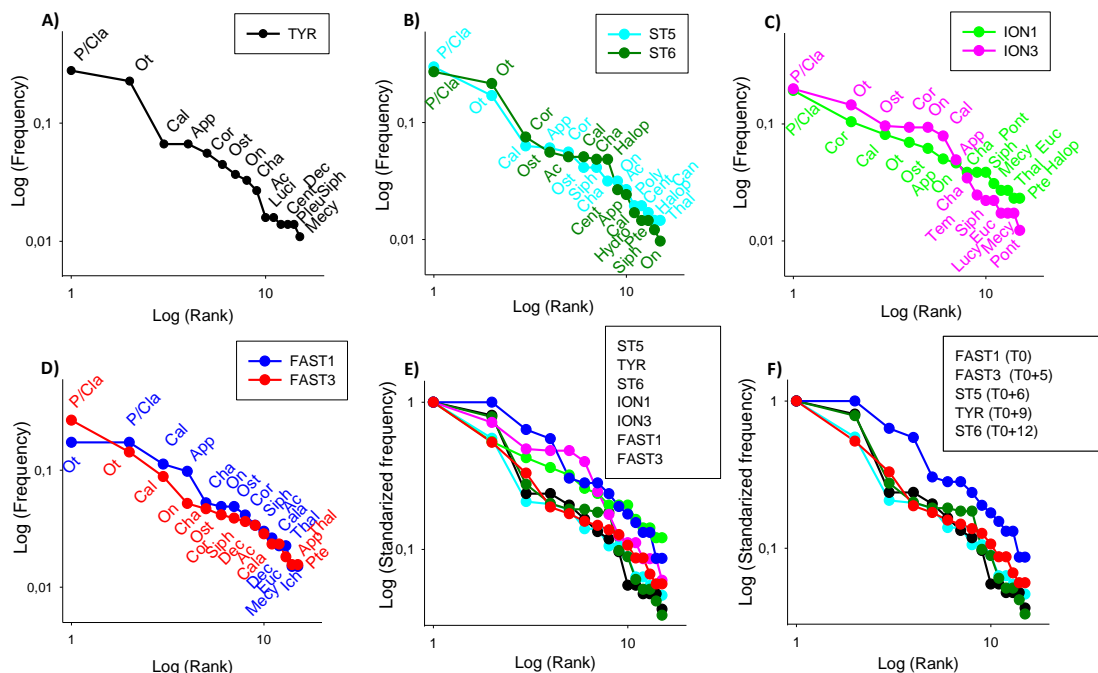 A)
TYR
P/Cla
Ot
Cal
App
Cor
Ost
On
Cha
Ac
Luci
Cent
Dec
Pleu
Siph
Mecy
Log (Frequency)
0,1
0,01
1
10
Log (Rank)
B)
ST5
ST6
P/Cla
Ot
P/Cla
Ot
Cor
App
Cor
Cal
Cha
Halop
Cal
Ost
Ac
Ost
Siph
Cha
On
Ac
Poly
Cent
Can
Halop
Thal
Cent
App
Cal
Hydro
Pte
Siph
On
Log (Frequency)
0,1
0,01
1
10
Log (Rank)
C)
ION1
ION3
P/Cla
Ot
Ost
Cor
On
Cal
App
P/Cla
Cor
Cal
Ot
Ost
App
On
Cha
Pont
Siph
Mecy
Euc
Thal
Halop
Pte
Cha
Tem
Siph
Euc
Lucy
Mecy
Pont
Log (Frequency)
0,1
0,01
1
10
Log (Rank)
D)
FAST1
FAST3
P/Cla
P/Cla
Cal
App
Ot
Ot
Cal
On
Cha
Ost
On
Cor
Siph
Ac
Cala
Thal
Cha
Ost
Cor
Siph
Dec
Ac
Cala
App
Thal
Pte
Dec
Euc
Mecy
Ich
Log (Frequency)
0,1
0,01
1
10
Log (Rank)
E)
ST5
TYR
ST6
ION1
ION3
FAST1
FAST3
Log (Standarized frequency)
1
0,1
1
10
Log (Rank)
F)
FAST1 (T0)
FAST3 (T0+5)
ST5 (T0+6)
TYR (T0+9)
ST6 (T0+12)
Log (Standarized frequency)
1
0,1
1
10
Log (Rank)